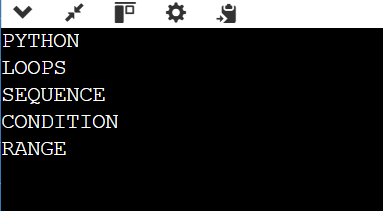 PYTHON
LOOPS
SEQUENCE
CONDITION
RANGE